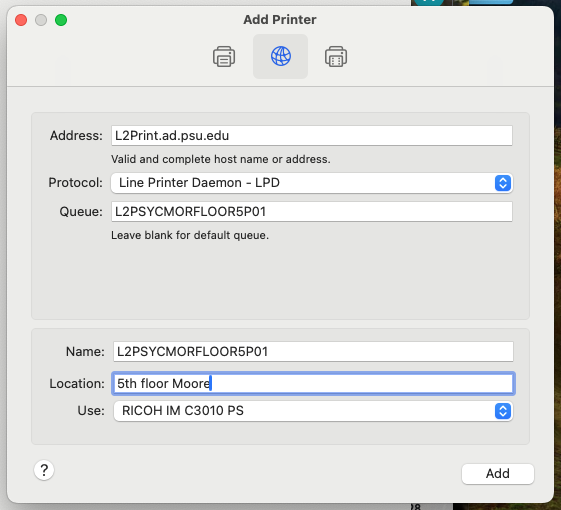 Add Printer
Address: L2Print.ad.psu.edu
Valid and complete host name or address.
Protocol: Line Printer Daemon - LPD
Queue: L2PSYCMORFLOOR5P01
Leave blank for default queue.
Name: L2PSYCMORFLOOR5P01
Location: 5th floor Moore
Use: RICOH IM C3010 PS
? Add